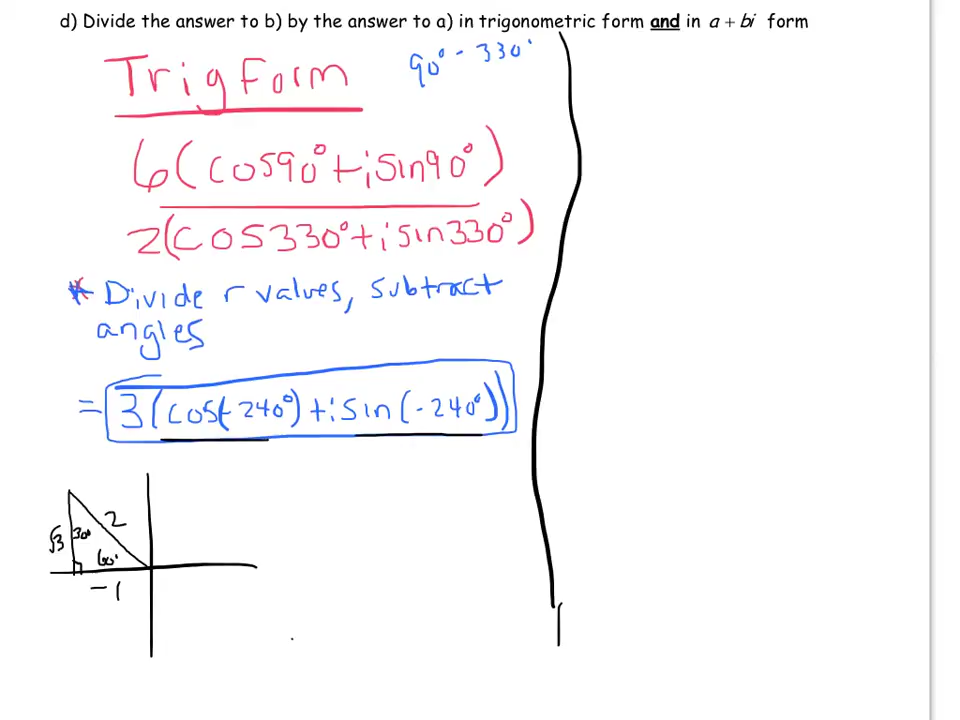 d) Divide the answer to b) by the answer to a) in trigonometric form and in a + bi form
Trig Form
90° - 330°
6(cos90° + i sin90°)
2(cos330° + i sin330°)
* Divide r values, subtract
angles
= 3(cos(-240°) + i sin(-240°))
2
√3 30°
60°
-1